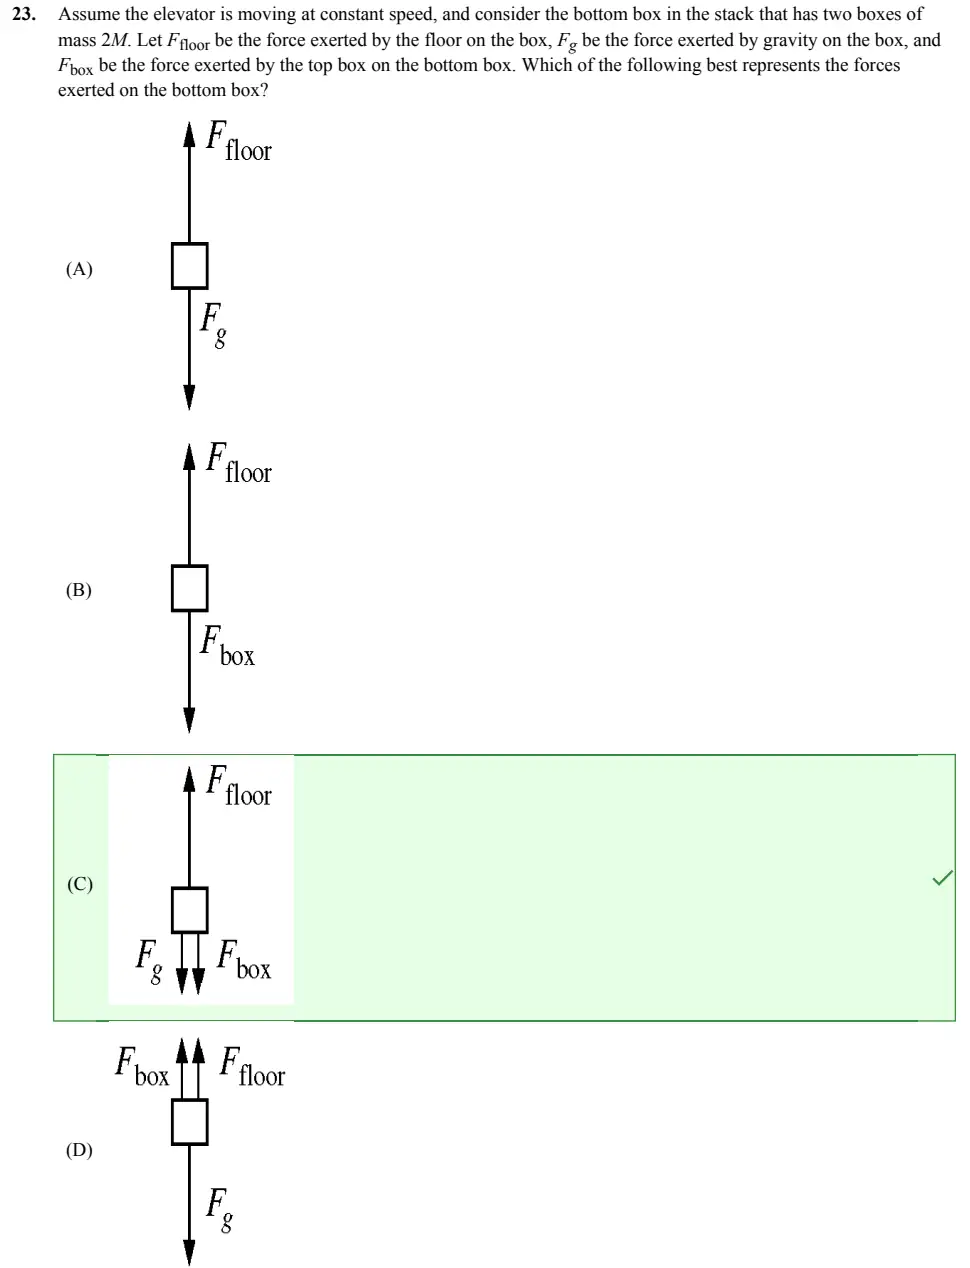 23. Assume the elevator is moving at constant speed, and consider the bottom box in the stack that has two boxes of
mass 2M. Let Ffloor be the force exerted by the floor on the box, Fg be the force exerted by gravity on the box, and
Fbox be the force exerted by the top box on the bottom box. Which of the following best represents the forces
exerted on the bottom box?
Ffloor
(A)
Fg
Ffloor
(B)
Fbox
Ffloor
(C)
Fg Fbox
Fbox Ffloor
(D)
Fg